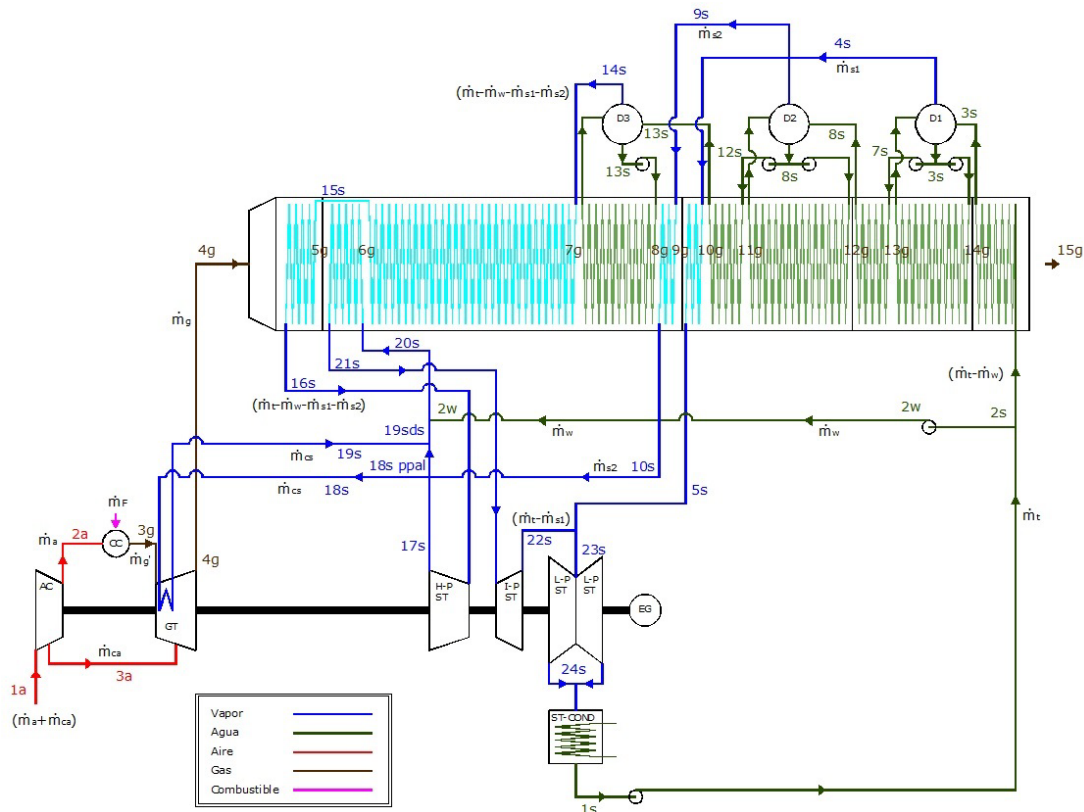 9s
ṁs2
4s
ṁs1
14s
(ṁt-ṁw-ṁs1-ṁs2)
D3
D2
D1
13s
8s
3s
13s
12s
8s
7s
3s
15s
4g
5g
6g
7g
8g
9g
10g
11g
12g
13g
14g
15g
ṁg
20s
21s
16s
(ṁt-ṁw-ṁs1-ṁs2)
(ṁt-ṁw)
2w
ṁw
ṁw
2w
2s
19sds
ṁcs
19s
18s ppal
ṁs2
10s
ṁcs
18s
5s
ṁF
ṁa
2a
CC
3g
ṁg'
4g
17s
(ṁt-ṁs1)
22s
23s
ṁt
AC
GT
H-P
ST
I-P
ST
L-P
ST
L-P
ST
EG
ṁca
3a
1a
(ṁa+ṁca)
24s
ST-COND
1s
Vapor
Agua
Aire
Gas
Combustible